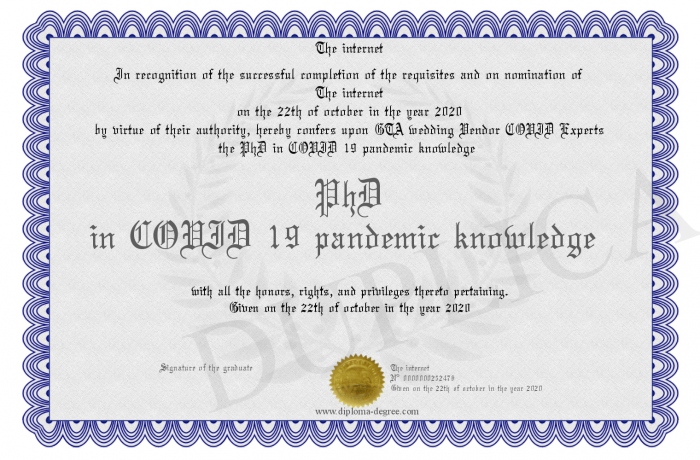 The internet
In recognition of the successful completion of the requisites and on nomination of
The internet
on the 22th of october in the year 2020
by virtue of their authority, hereby confers upon GTA wedding Vendor COVID Experts
the PhD in COVID 19 pandemic knowledge
PhD
in COVID 19 pandemic knowledge
with all the honors, rights, and privileges thereto pertaining.
Given on the 22th of october in the year 2020
Signature of the graduate
The internet
N° 0000000252479
Given on the 22th of october in the year 2020
www.diploma-degree.com
DUPLICA